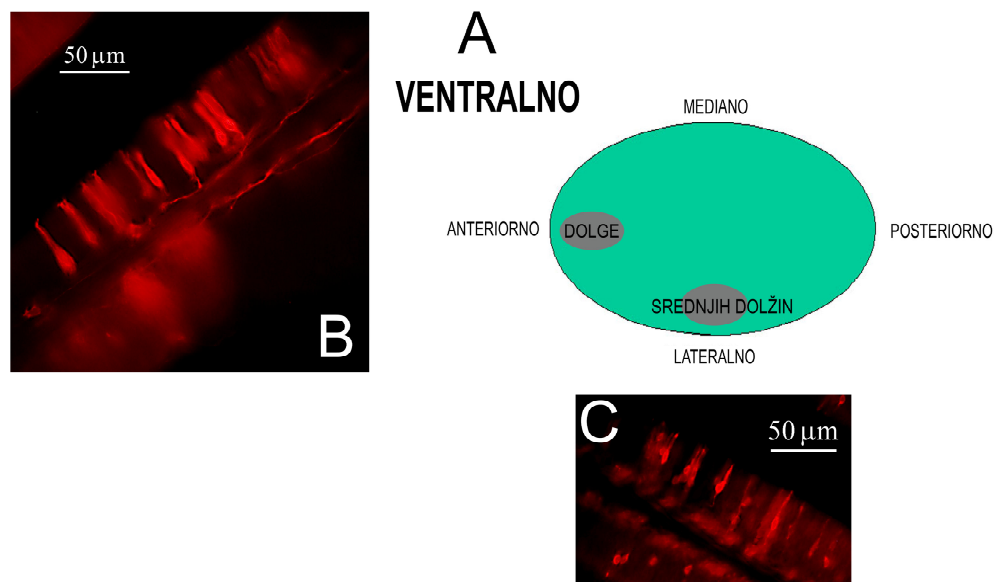 A
50 µm
VENTRALNO
MEDIANO
ANTERIORNO
DOLGE
POSTERIORNO
SREDNJIH DOLŽIN
B
LATERALNO
C
50 µm